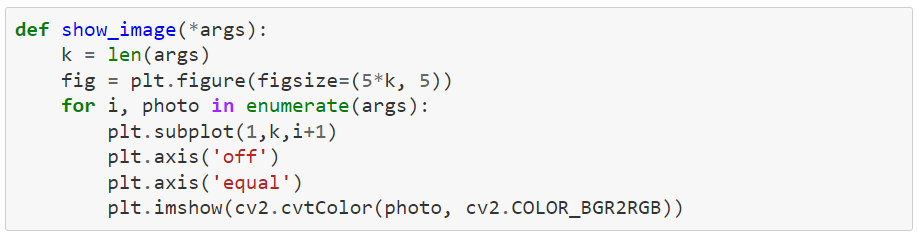 def show_image(*args):
    k = len(args)
    fig = plt.figure(figsize=(5*k, 5))
    for i, photo in enumerate(args):
        plt.subplot(1,k,i+1)
        plt.axis('off')
        plt.axis('equal')
        plt.imshow(cv2.cvtColor(photo, cv2.COLOR_BGR2RGB))